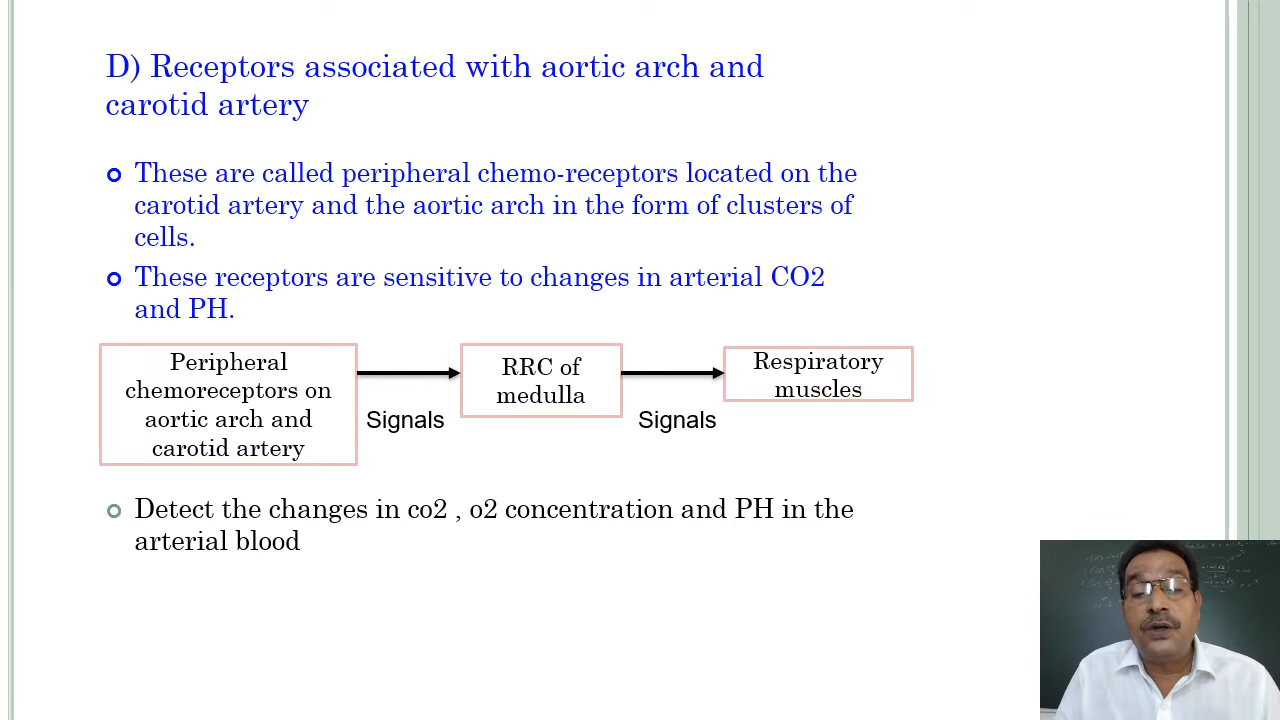 D) Receptors associated with aortic arch and
carotid artery
These are called peripheral chemo-receptors located on the
carotid artery and the aortic arch in the form of clusters of
cells.
These receptors are sensitive to changes in arterial CO2
and PH.
Peripheral
chemoreceptors on
aortic arch and
carotid artery
Signals
RRC of
medulla
Signals
Respiratory
muscles
Detect the changes in co2 , o2 concentration and PH in the
arterial blood